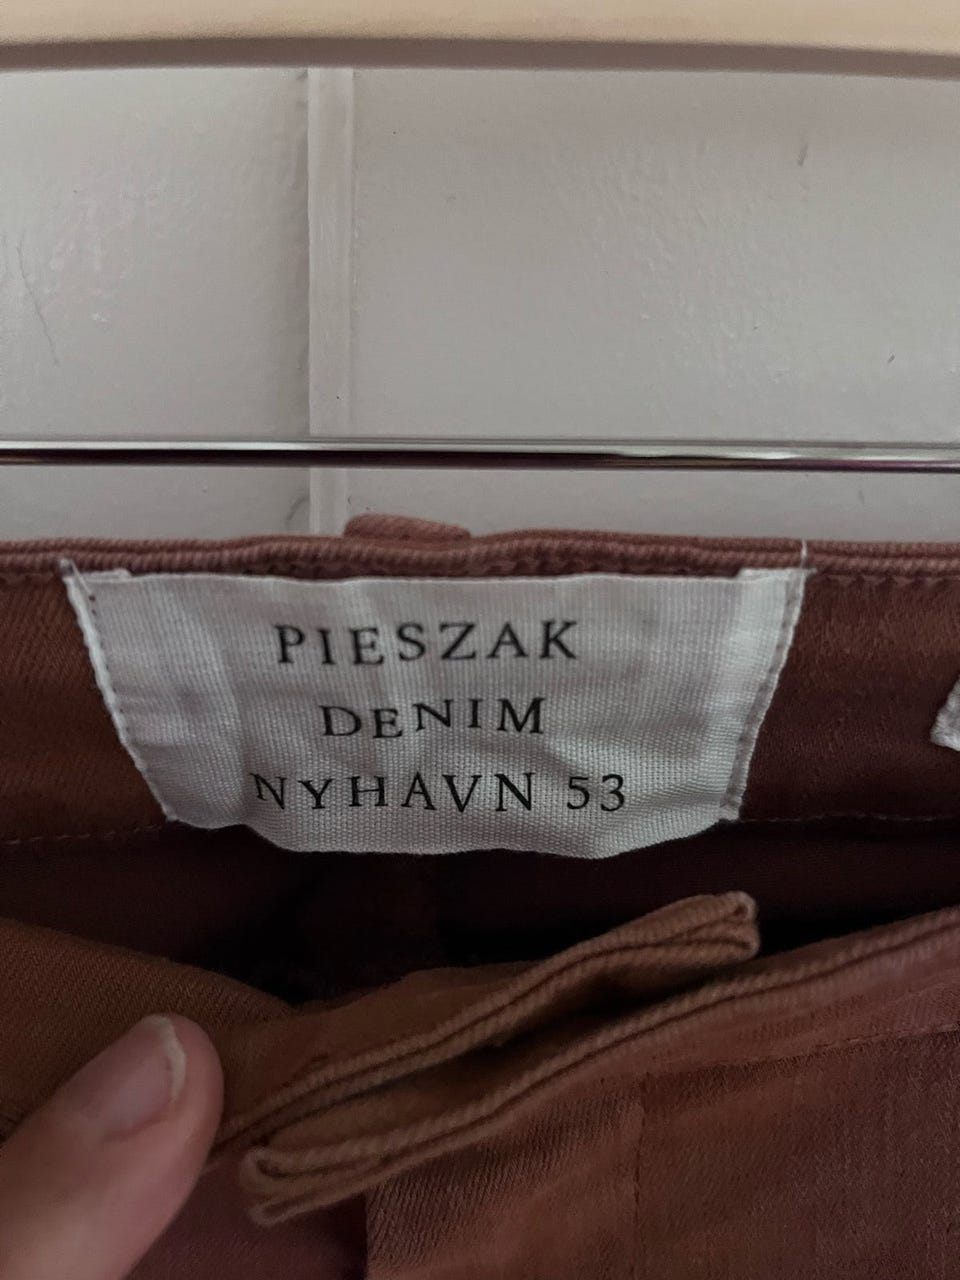 PIESZAK
DENIM
NYHAVN 53